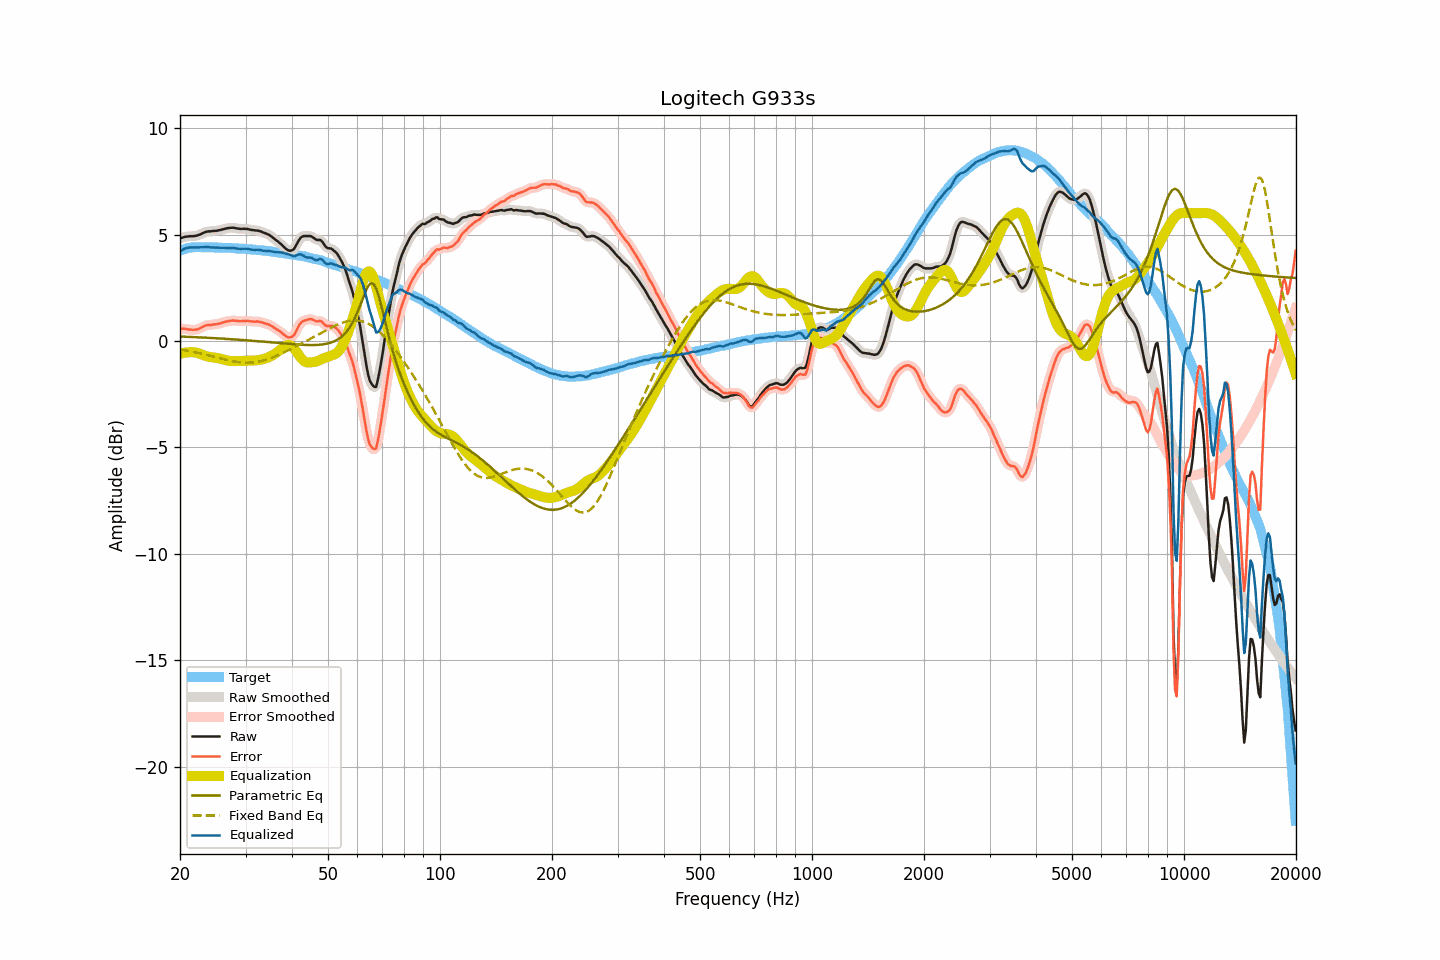 Logitech G933s
10
5
0
−5
−10
−15
−20
Amplitude (dBr)
Target
Raw Smoothed
Error Smoothed
Raw
Error
Equalization
Parametric Eq
Fixed Band Eq
Equalized
20 50 100 200 500 1000 2000 5000 10000 20000
Frequency (Hz)